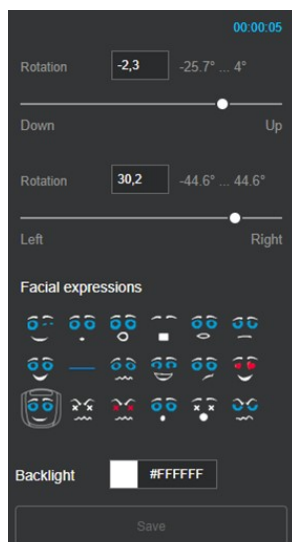 00:00:05
Rotation -2,3 -25.7° ... 4°
Down Up
Rotation 30,2 -44.6° ... 44.6°
Left Right
Facial expressions
Backlight #FFFFFF
Save